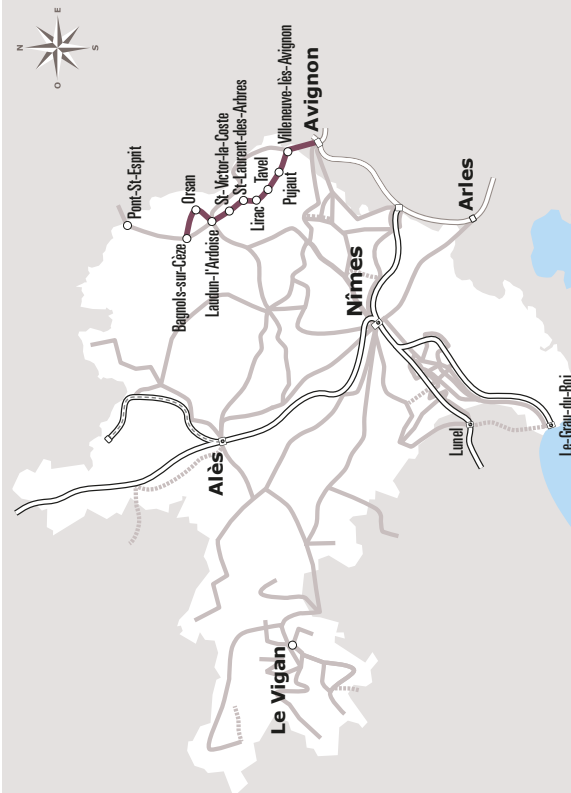 N
E
S
O
Pont-St-Esprit
Bagnols-sur-Cèze
Orsan
Laudun-l'Ardoise
St-Victor-la-Coste
St-Laurent-des-Arbres
Lirac
Tavel
Pujaut
Villeneuve-lès-Avignon
Avignon
Arles
Nîmes
Alès
Lunel
Le-Grau-du-Roi
Le Vigan